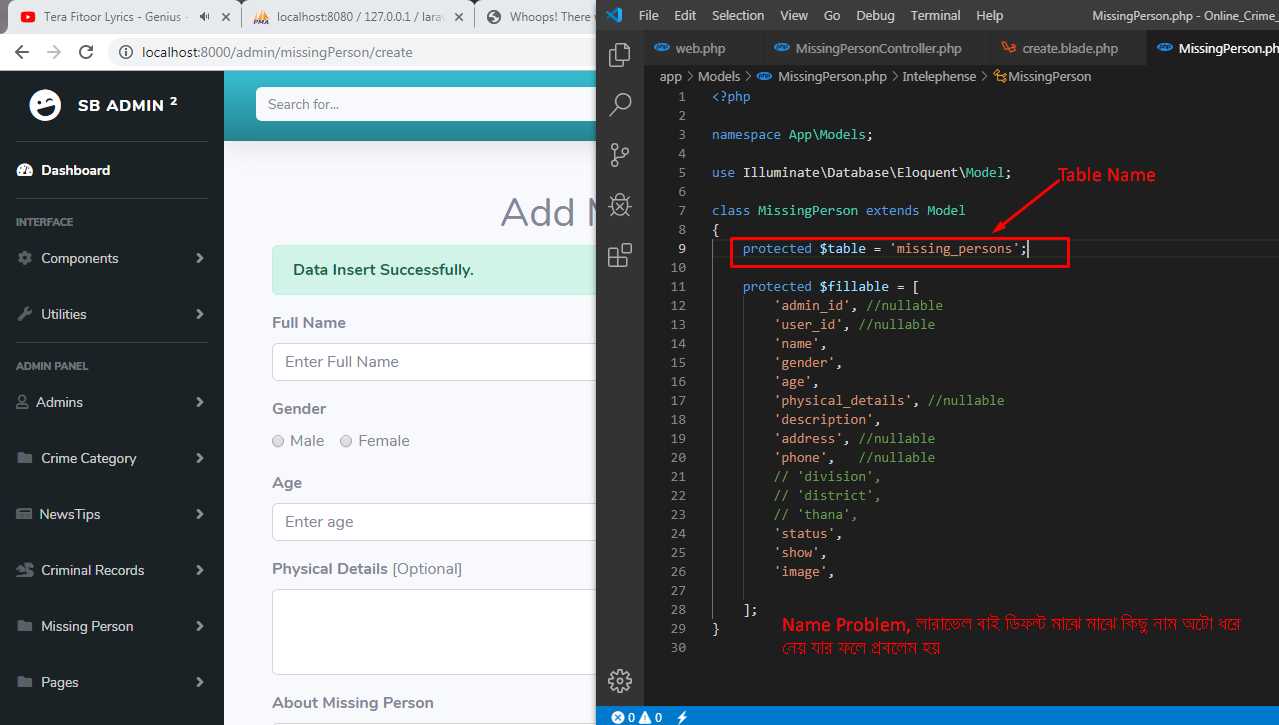 Tera Fitoor Lyrics - Genius -
localhost:8080 / 127.0.0.1 / larav
Whoops! There v
localhost:8000/admin/missingPerson/create
SB ADMIN 2
Search for...
Dashboard
INTERFACE
Components
Utilities
ADMIN PANEL
Admins
Crime Category
NewsTips
Criminal Records
Missing Person
Pages
Add M
Data Insert Successfully.
Full Name
Enter Full Name
Gender
Male Female
Age
Enter age
Physical Details [Optional]
About Missing Person
File Edit Selection View Go Debug Terminal Help MissingPerson.php - Online_Crime_
web.php MissingPersonController.php create.blade.php MissingPerson.ph
app > Models > MissingPerson.php > Intelephense > MissingPerson
1 <?php
2
3 namespace App\Models;
4
5 use Illuminate\Database\Eloquent\Model;
Table Name
6
7 class MissingPerson extends Model
8 {
9 protected $table = 'missing_persons';
10
11 protected $fillable = [
12 'admin_id', //nullable
13 'user_id', //nullable
14 'name',
15 'gender',
16 'age',
17 'physical_details', //nullable
18 'description',
19 'address', //nullable
20 'phone', //nullable
21 // 'division',
22 // 'district',
23 // 'thana',
24 'status',
25 'show',
26 'image',
27
28 ];
29 }
30
Name Problem, লারাভেল বাই ডিফল্ট মাঝে মাঝে কিছু নাম অটো ধরে
নেয় যার ফলে প্রবলেম হয়
0 0